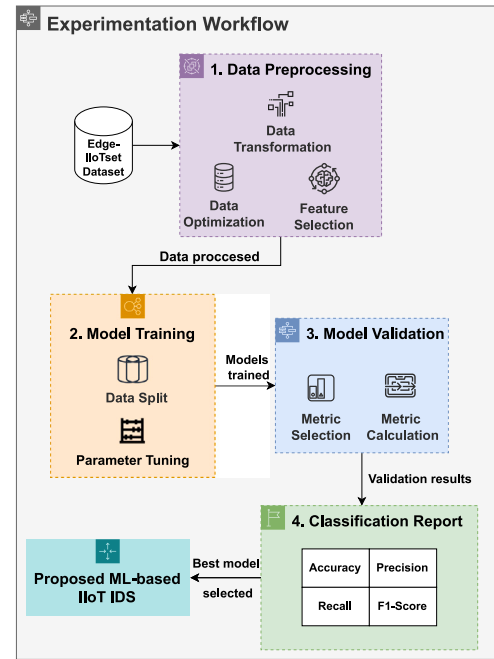 Experimentation Workflow
1. Data Preprocessing
Data
Transformation
Edge-
IIoTset
Dataset
Data
Optimization
Feature
Selection
Data proccesed
2. Model Training
Data Split
Parameter Tuning
Models
trained
3. Model Validation
Metric
Selection
Metric
Calculation
Validation results
4. Classification Report
Accuracy
Precision
Recall
F1-Score
Best model
selected
Proposed ML-based
IIoT IDS